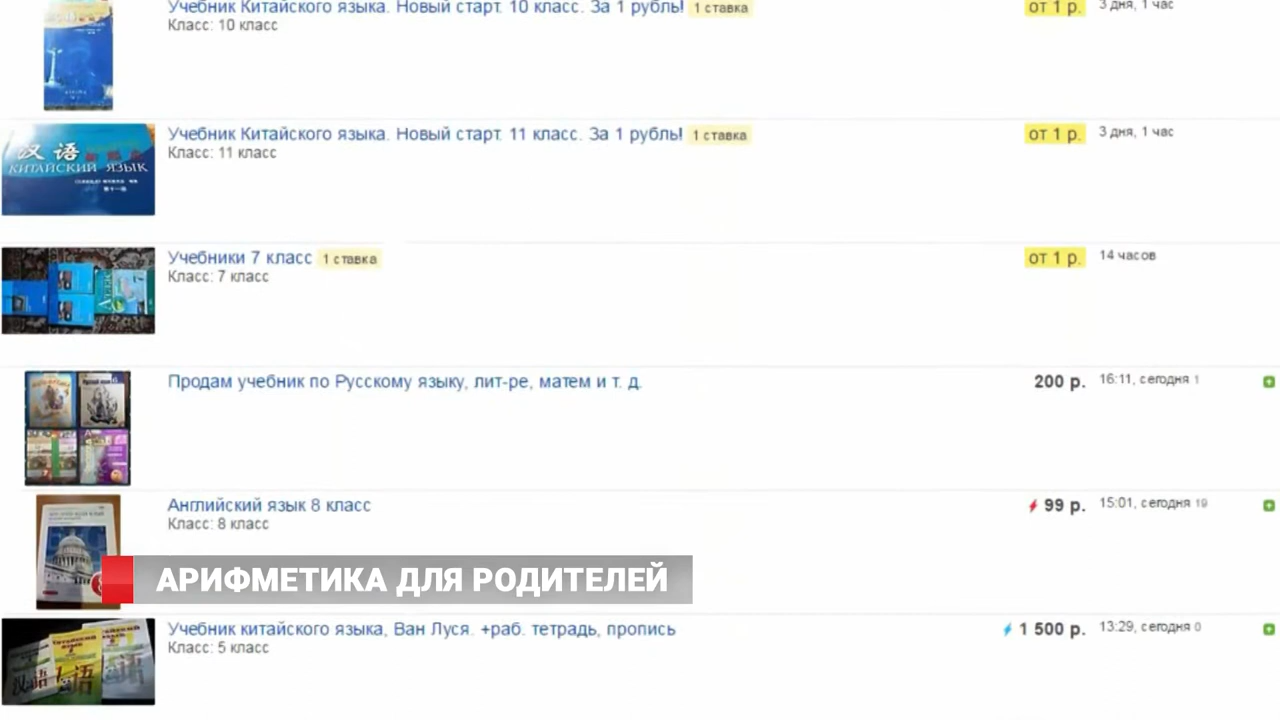 Учебник Китайского языка. Новый старт. 10 класс. За 1 рубль! 1 ставка от 1 р. 3 дня, 1 час
Класс: 10 класс
Учебник Китайского языка. Новый старт. 11 класс. За 1 рубль! 1 ставка от 1 р. 3 дня, 1 час
Класс: 11 класс
汉语
КИТАЙСКИЙ ЯЗЫК
Учебники 7 класс 1 ставка от 1 р. 14 часов
Класс: 7 класс
Продам учебник по Русскому языку, лит-ре, матем и т. д. 200 р. 16:11, сегодня 1
Английский язык 8 класс 99 р. 15:01, сегодня 19
Класс: 8 класс
АРИФМЕТИКА ДЛЯ РОДИТЕЛЕЙ
Учебник китайского языка, Ван Луся. +раб. тетрадь, пропись 1 500 р. 13:29, сегодня 0
Класс: 5 класс